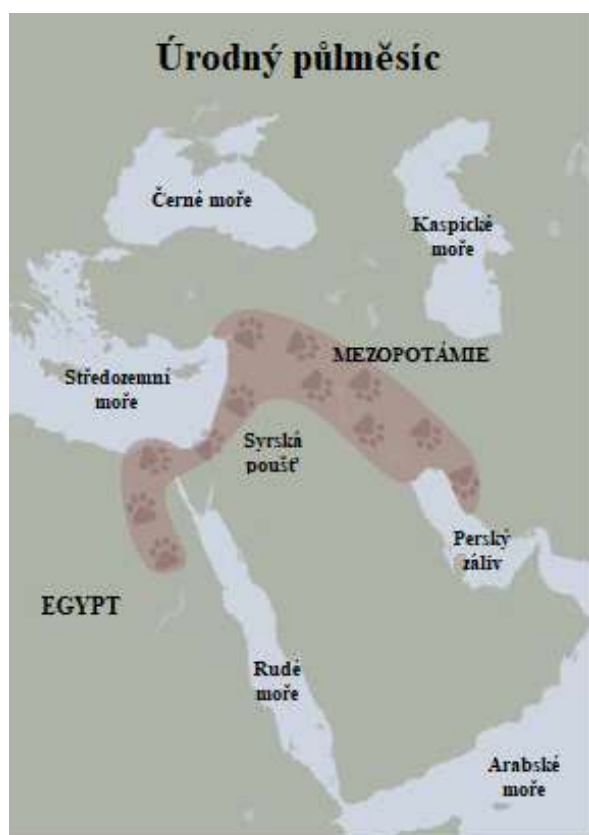 Úrodný půlměsíc
Černé moře
Kaspické
moře
MEZOPOTÁMIE
Středozemní
moře
Syrská
poušť
Perský
záliv
EGYPT
Rudé
moře
Arabské
moře